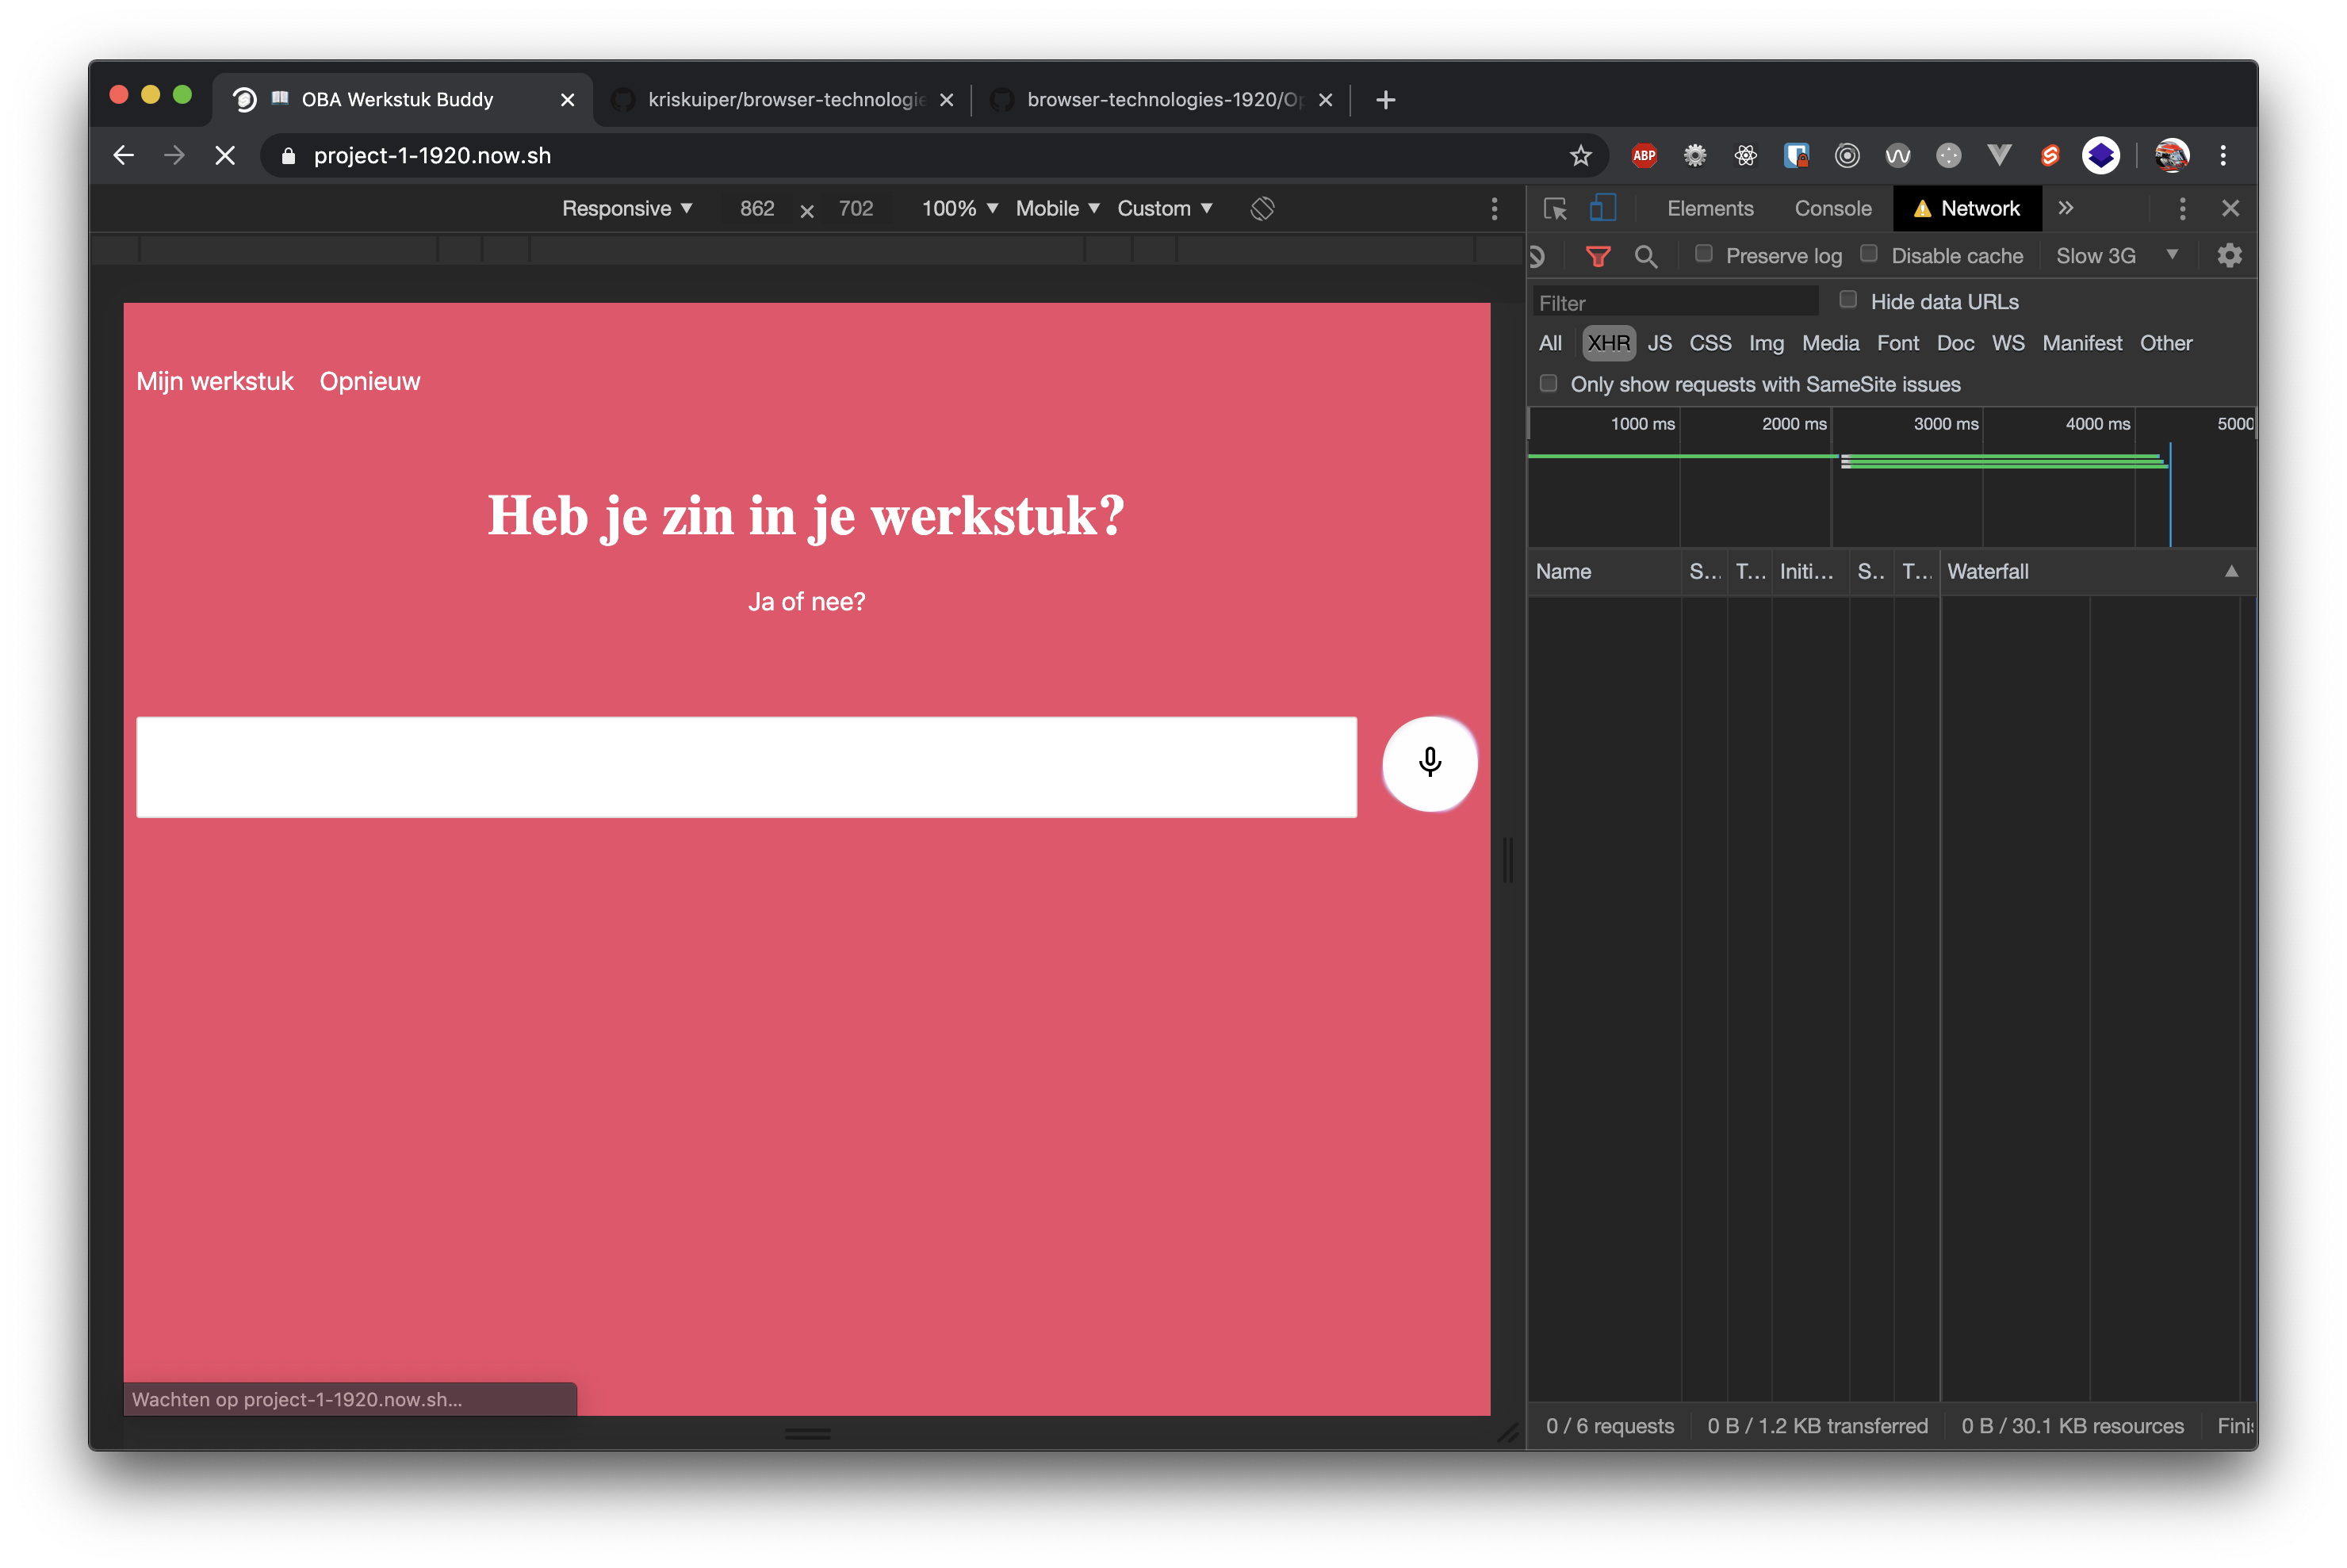 OBA Werkstuk Buddy
kriskuiper/browser-technologie
browser-technologies-1920/Op
project-1-1920.now.sh
ABP
Responsive ▼ 862 × 702 100% ▼ Mobile ▼ Custom ▼
Elements Console Network
Preserve log Disable cache Slow 3G ▼
Filter Hide data URLs
All XHR JS CSS Img Media Font Doc WS Manifest Other
Only show requests with SameSite issues
1000 ms 2000 ms 3000 ms 4000 ms 5000
Name S... T... Initi... S.. T... Waterfall ▲
Mijn werkstuk Opnieuw
Heb je zin in je werkstuk?
Ja of nee?
Wachten op project-1-1920.now.sh...
0 / 6 requests 0 B / 1.2 KB transferred 0 B / 30.1 KB resources Finis